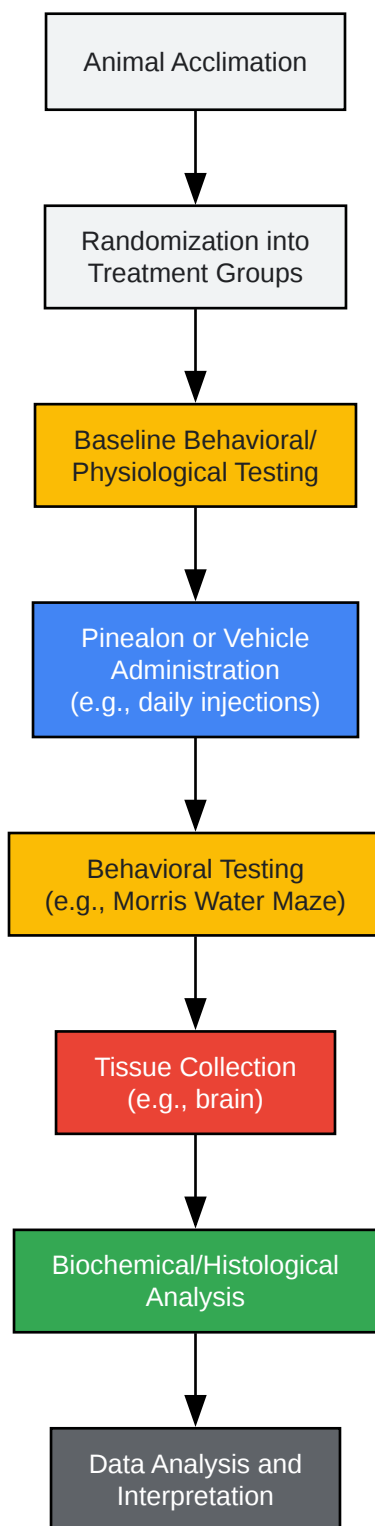 Animal Acclimation
Randomization into
Treatment Groups
Baseline Behavioral/
Physiological Testing
Pinealon or Vehicle
Administration
(e.g., daily injections)
Behavioral Testing
(e.g., Morris Water Maze)
Tissue Collection
(e.g., brain)
Biochemical/Histological
Analysis
Data Analysis and
Interpretation